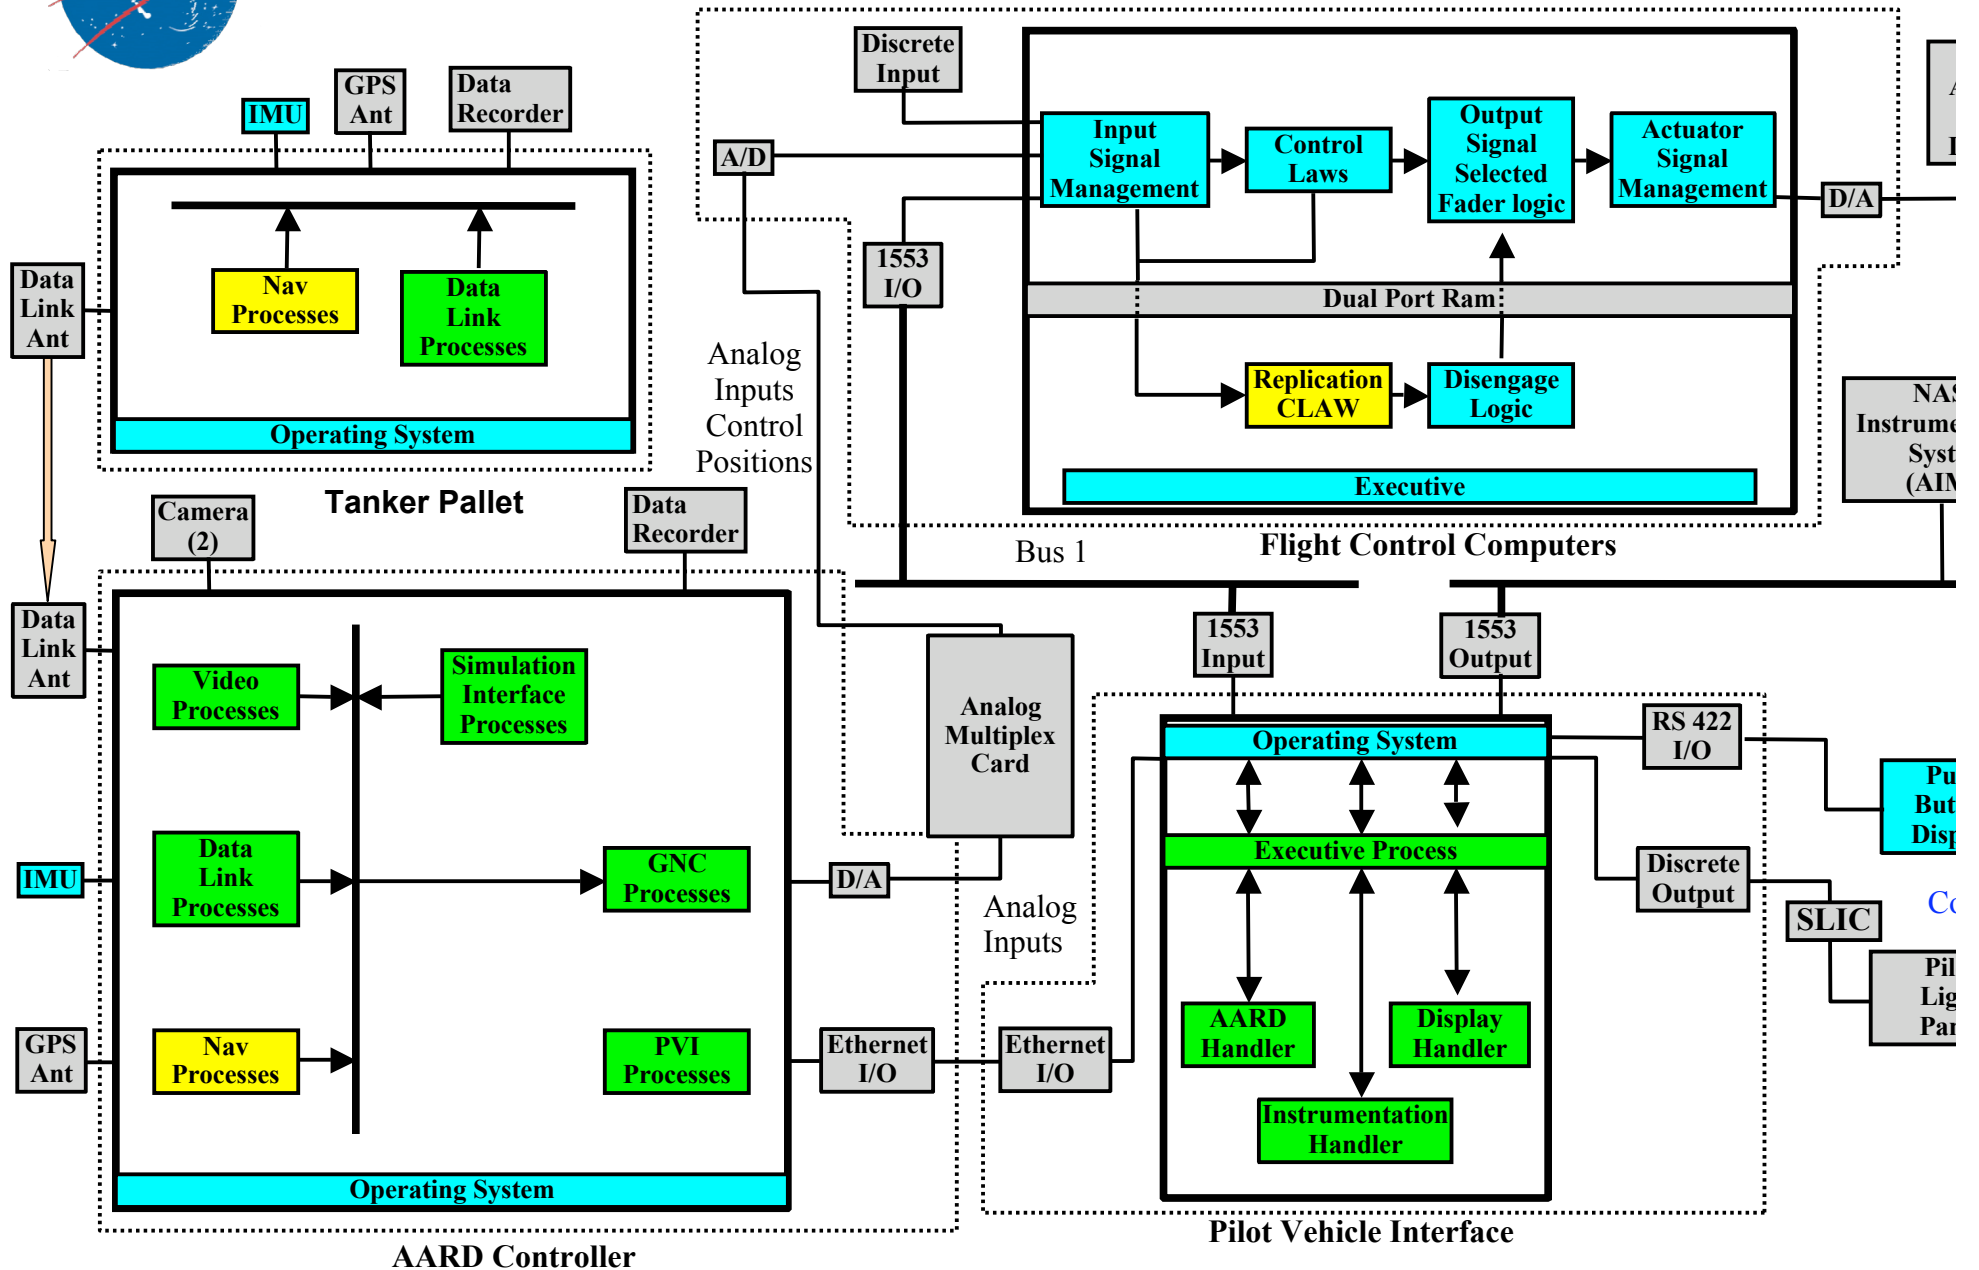 Discrete
Input
IMU
GPS
Ant
Data
Recorder
A/D
Input
Signal
Management
Control
Laws
Output
Signal
Selected
Fader logic
Actuator
Signal
Management
D/A
1553
I/O
Dual Port Ram
Replication
CLAW
Disengage
Logic
Executive
Flight Control Computers
Data
Link
Ant
Nav
Processes
Data
Link
Processes
Operating System
Tanker Pallet
Analog
Inputs
Control
Positions
Bus 1
Camera
(2)
Data
Recorder
Data
Link
Ant
Video
Processes
Simulation
Interface
Processes
IMU
Data
Link
Processes
GNC
Processes
D/A
GPS
Ant
Nav
Processes
PVI
Processes
Ethernet
I/O
Operating System
AARD Controller
Analog
Multiplex
Card
Analog
Inputs
Ethernet
I/O
1553
Input
1553
Output
Operating System
Executive Process
AARD
Handler
Display
Handler
Instrumentation
Handler
Pilot Vehicle Interface
RS 422
I/O
Discrete
Output
SLIC